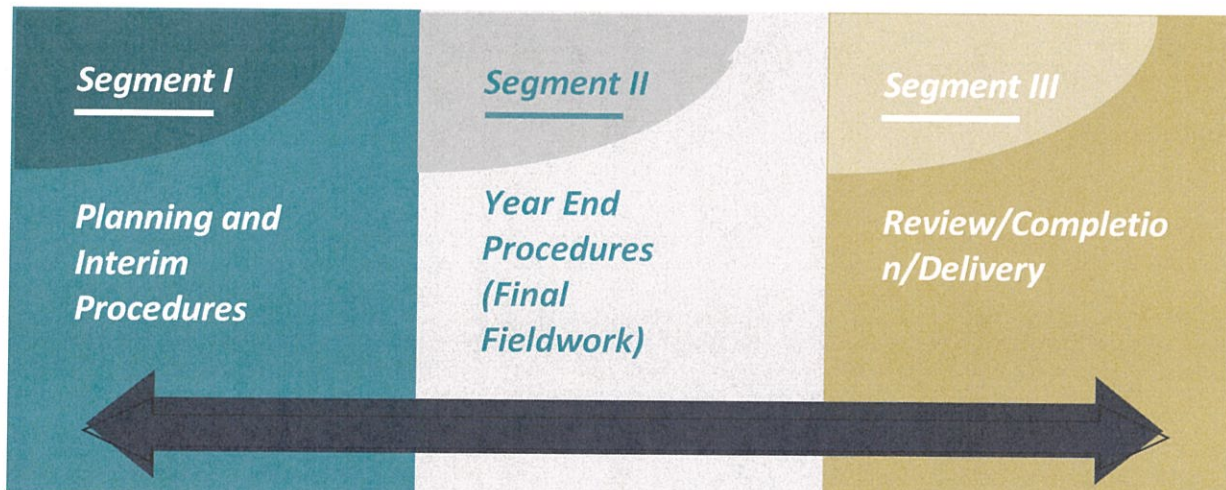 Segment I
Planning and
Interim
Procedures
Segment II
Year End
Procedures
(Final
Fieldwork)
Segment III
Review/Completio
n/Delivery